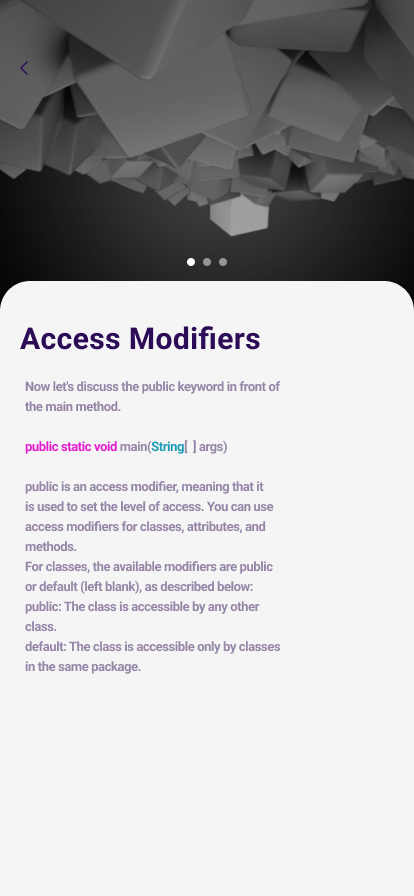 Access Modifiers
Now let's discuss the public keyword in front of
the main method.
public static void main(String[ ] args)
public is an access modifier, meaning that it
is used to set the level of access. You can use
access modifiers for classes, attributes, and
methods.
For classes, the available modifiers are public
or default (left blank), as described below:
public: The class is accessible by any other
class.
default: The class is accessible only by classes
in the same package.